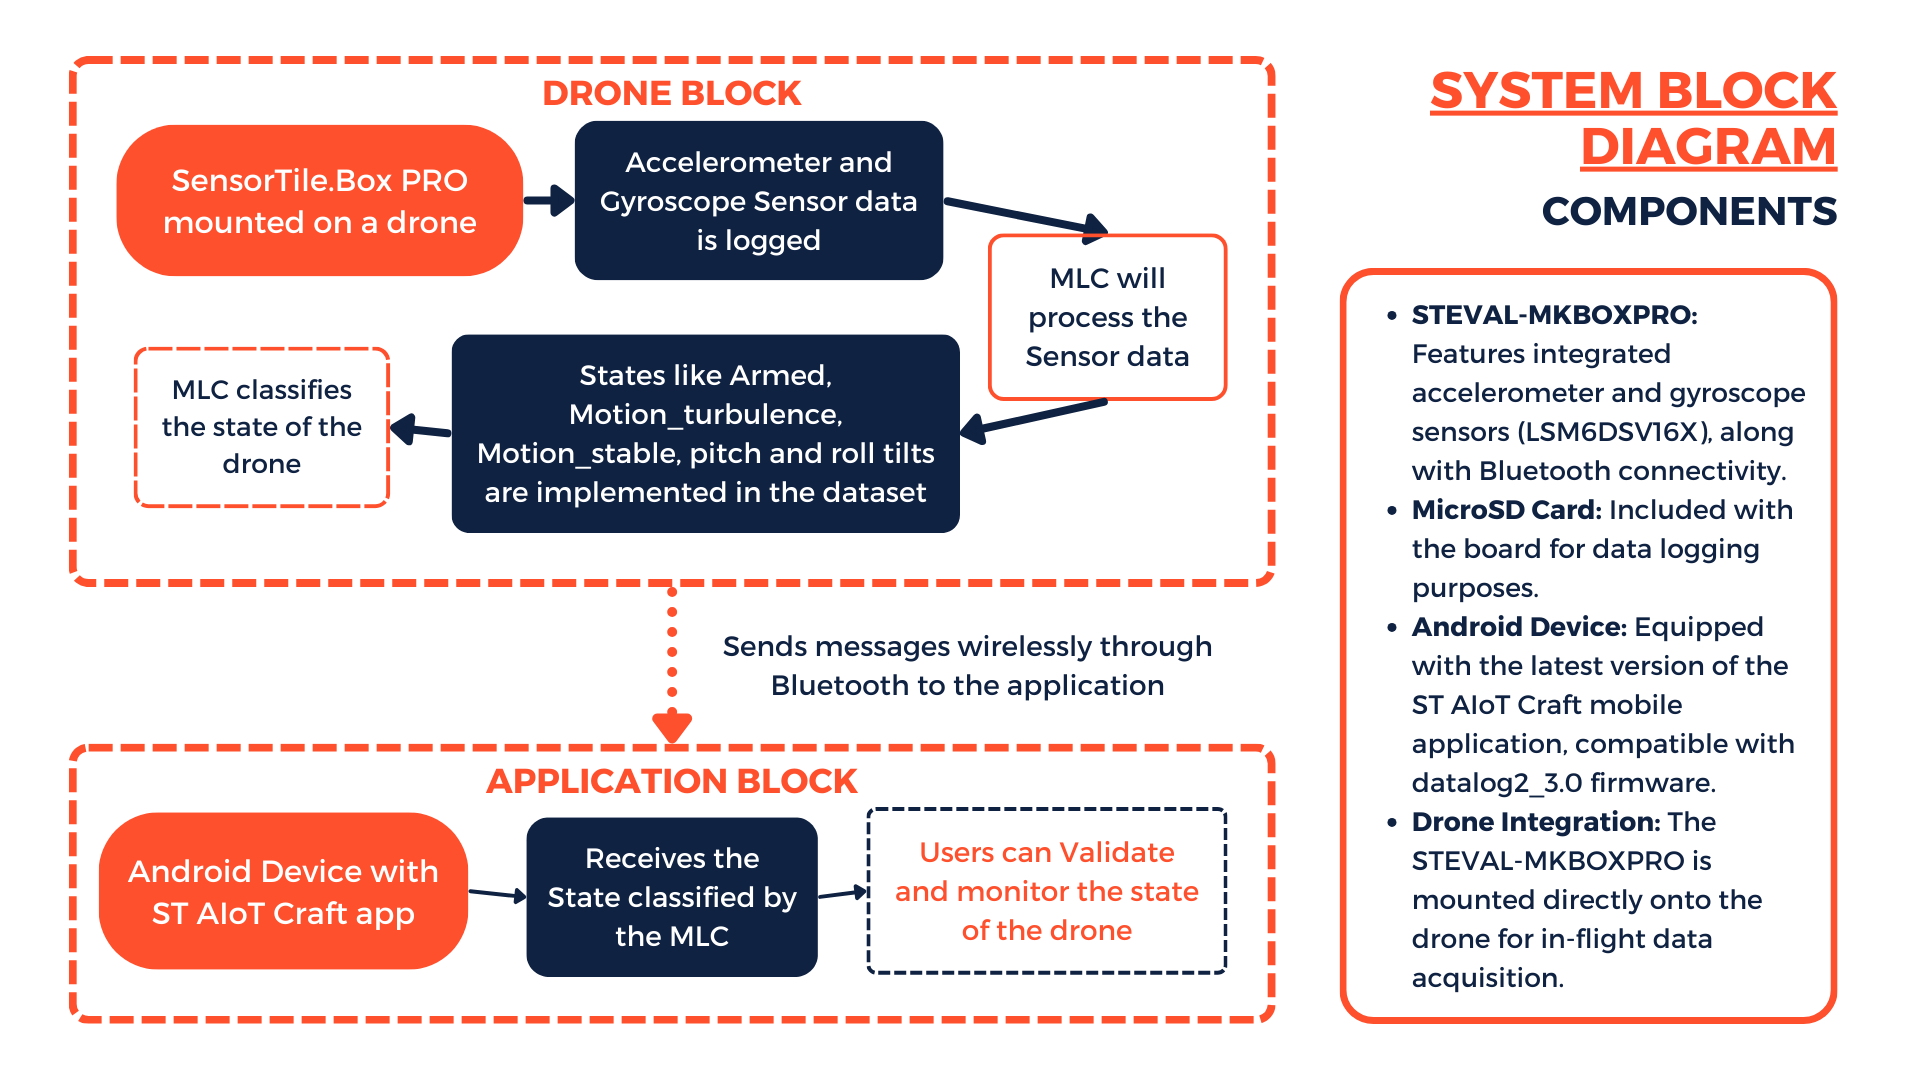 DRONE BLOCK
SensorTile.Box PRO
mounted on a drone
Accelerometer and
Gyroscope Sensor data
is logged
MLC will
process the
Sensor data
States like Armed,
Motion_turbulence,
Motion_stable, pitch and roll tilts
are implemented in the dataset
MLC classifies
the state of the
drone
Sends messages wirelessly through
Bluetooth to the application
APPLICATION BLOCK
Android Device with
ST AIoT Craft app
Receives the
State classified by
the MLC
Users can Validate
and monitor the state
of the drone
SYSTEM BLOCK
DIAGRAM
COMPONENTS
• STEVAL-MKBOXPRO:
Features integrated
accelerometer and gyroscope
sensors (LSM6DSV16X), along
with Bluetooth connectivity.
• MicroSD Card: Included with
the board for data logging
purposes.
• Android Device: Equipped
with the latest version of the
ST AIoT Craft mobile
application, compatible with
datalog2_3.0 firmware.
• Drone Integration: The
STEVAL-MKBOXPRO is
mounted directly onto the
drone for in-flight data
acquisition.